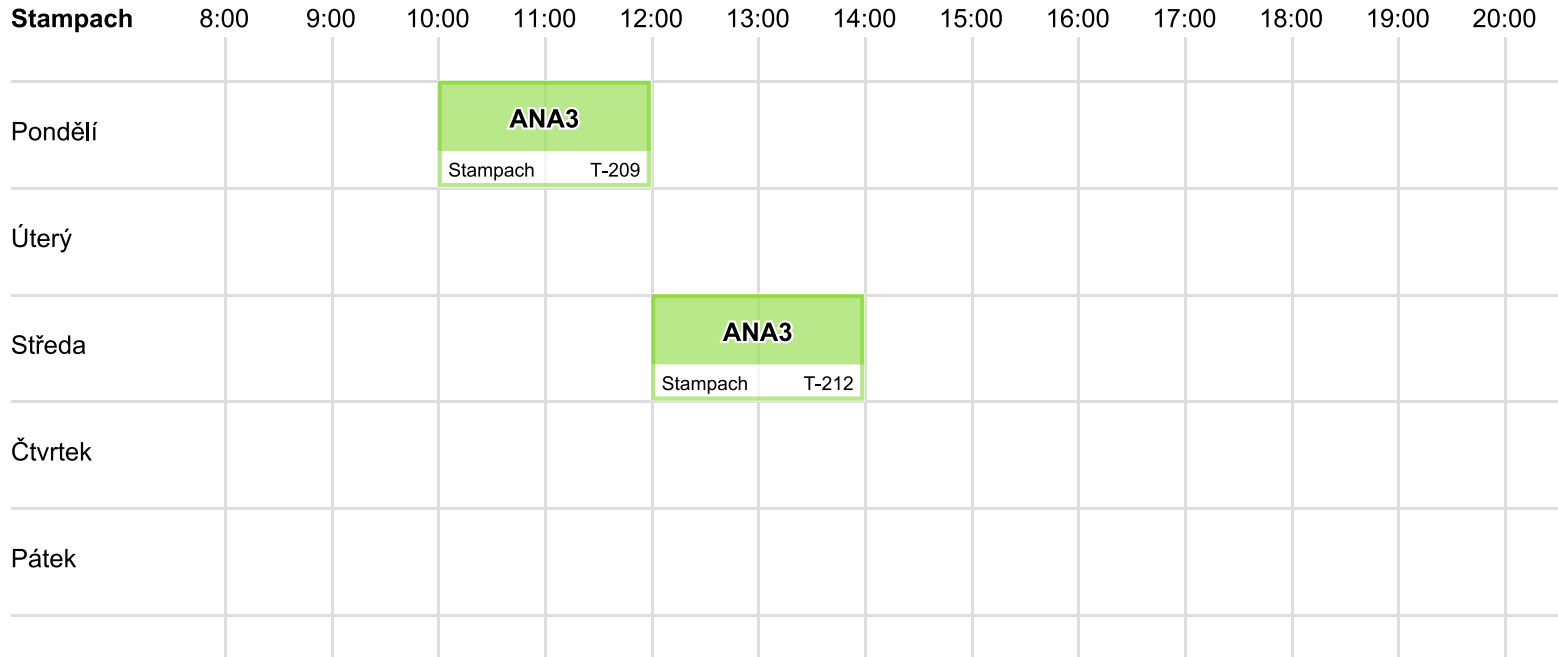 Stampach 8:00 9:00 10:00 11:00 12:00 13:00 14:00 15:00 16:00 17:00 18:00 19:00 20:00
Pondělí
ANA3
Stampach T-209
Úterý
Středa
ANA3
Stampach T-212
Čtvrtek
Pátek